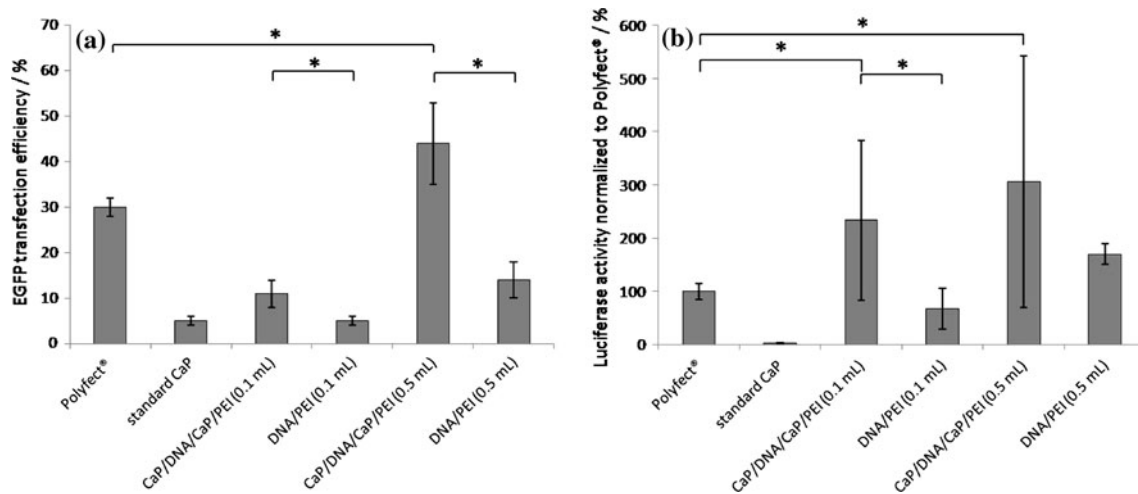 (a)
EGFP transfection efficiency / %
70
60
50
40
30
20
10
0
*
*
*
Polyfect®
standard CaP
CaP/DNA/CaP/PEI (0.1 mL)
DNA/PEI (0.1 mL)
CaP/DNA/CaP/PEI (0.5 mL)
DNA/PEI (0.5 mL)
(b)
Luciferase activity normalized to Polyfect® / %
600
500
400
300
200
100
0
*
*
*
Polyfect®
standard CaP
CaP/DNA/CaP/PEI (0.1 mL)
DNA/PEI (0.1 mL)
CaP/DNA/CaP/PEI (0.5 mL)
DNA/PEI (0.5 mL)